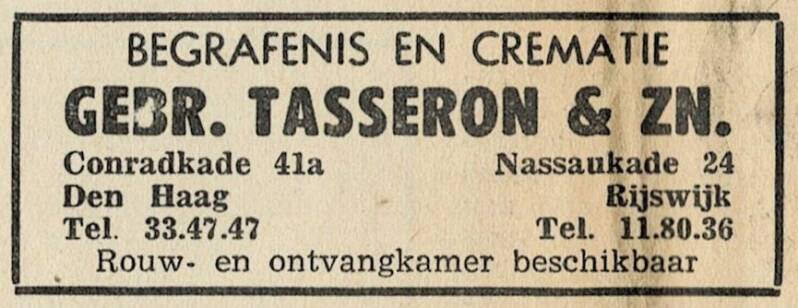 BEGRAFENIS EN CREMATIE
GEBR. TASSERON & ZN.
Conradkade 41a Nassaukade 24
Den Haag Rijswijk
Tel. 33.47.47 Tel. 11.80.36
Rouw- en ontvangkamer beschikbaar